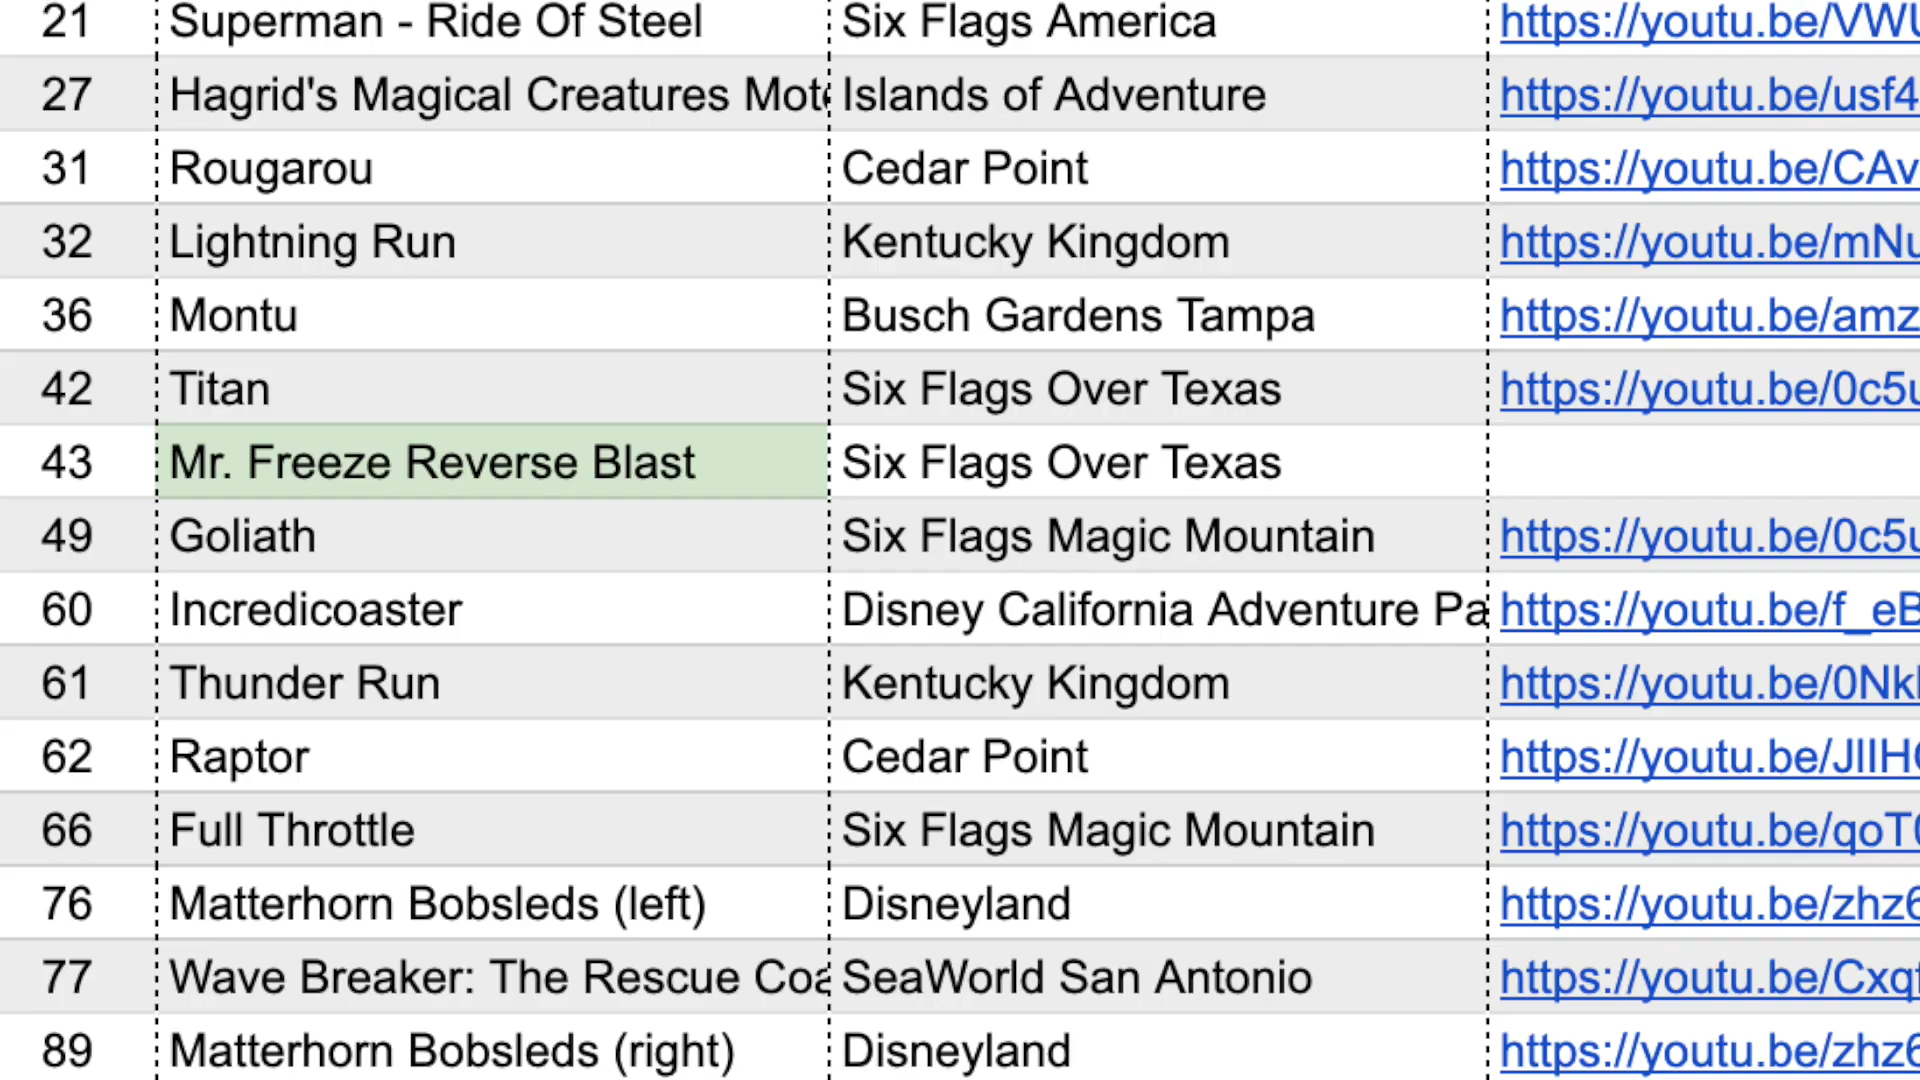 21 Superman - Ride Of Steel Six Flags America https://youtu.be/VW
27 Hagrid's Magical Creatures Mot Islands of Adventure https://youtu.be/usf4
31 Rougarou Cedar Point https://youtu.be/CAv
32 Lightning Run Kentucky Kingdom https://youtu.be/mNu
36 Montu Busch Gardens Tampa https://youtu.be/amz
42 Titan Six Flags Over Texas https://youtu.be/0c5u
43 Mr. Freeze Reverse Blast Six Flags Over Texas
49 Goliath Six Flags Magic Mountain https://youtu.be/0c5u
60 Incredicoaster Disney California Adventure Pa https://youtu.be/f_eB
61 Thunder Run Kentucky Kingdom https://youtu.be/0Nk
62 Raptor Cedar Point https://youtu.be/JIIH
66 Full Throttle Six Flags Magic Mountain https://youtu.be/qoT
76 Matterhorn Bobsleds (left) Disneyland https://youtu.be/zhz6
77 Wave Breaker: The Rescue Coa SeaWorld San Antonio https://youtu.be/Cxq
89 Matterhorn Bobsleds (right) Disneyland https://youtu.be/zhz6